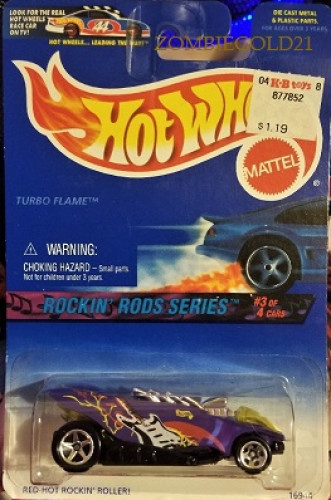 LOOK FOR THE REAL
HOT WHEELS
RACE CAR
ON TV!
44
HOT WHEELS... LEADING THE WAY!™
ZOMBIEGOLD21
DIE CAST METAL
& PLASTIC PARTS.
FOR AGES OVER 3 YEARS.
HOT WHE
04 K·B toys 8
877852
$1.19
MATTEL
TURBO FLAME™
WARNING:
CHOKING HAZARD – Small parts
Not for children under 3 years.
ROCKIN' RODS SERIES™
#3 OF
4 CARS
RED HOT ROCKIN' ROLLER!